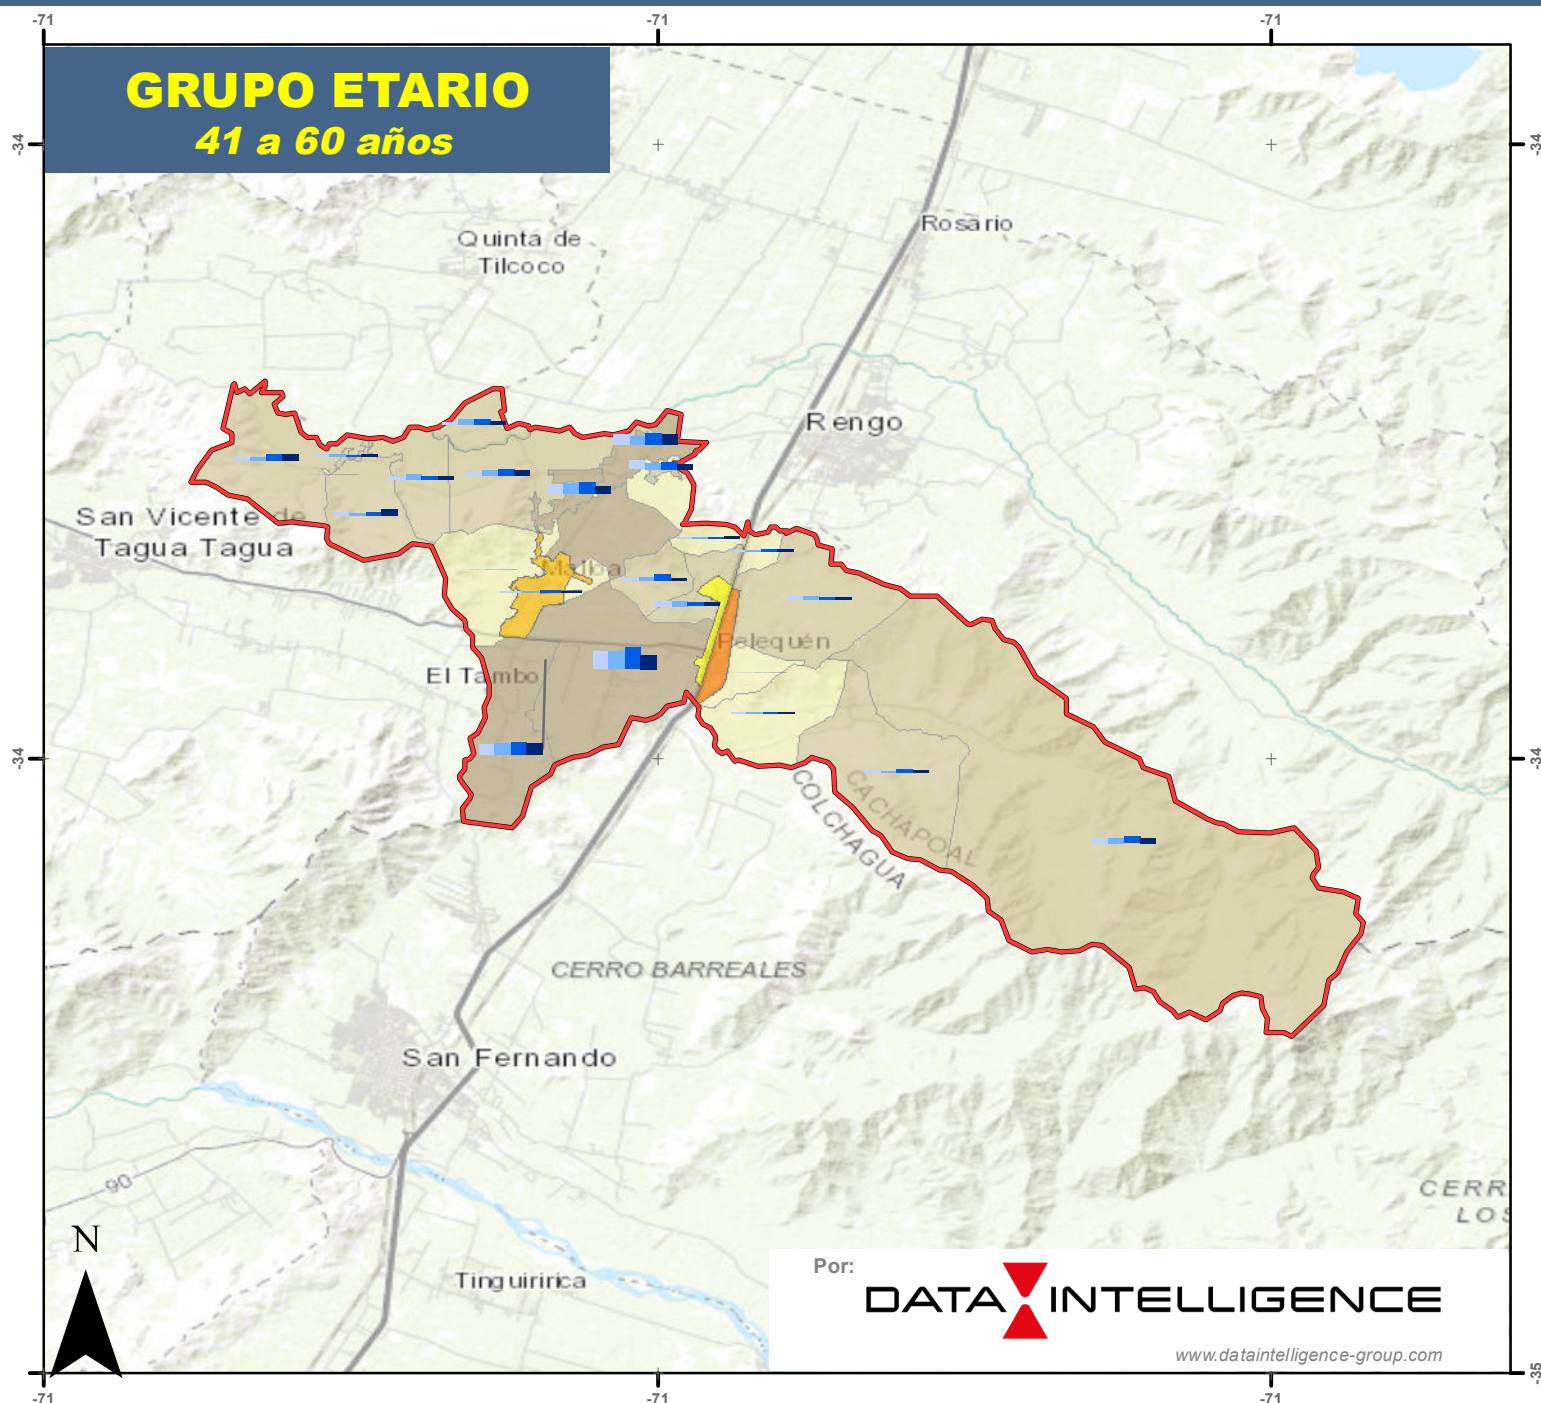 -71
-71
-71
GRUPO ETARIO
41 a 60 años
-34
-34
Rosario
Quinta de
Tilcoco
Rengo
San Vicente de
Tagua Tagua
Malloa
Pelequén
El Tambo
-34
-34
CACHAPOAL
COLCHAGUA
CERRO BARREALES
San Fernando
90
CERR
LOS
N
Tinguiririca
Por:
DATA INTELLIGENCE
www.dataintelligence-group.com
-35
-71
-71
-71